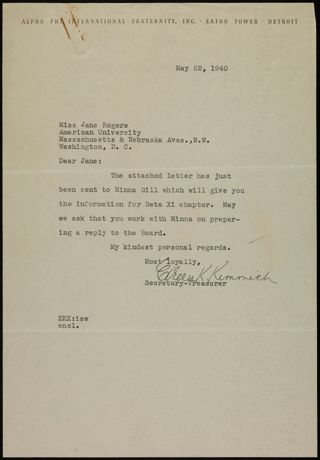 ALPHA PHI INTERNATIONAL FRATERNITY, INC. · EATON TOWER · DETROIT
May 22, 1940
Miss Jane Rogers
American University
Massachusetts & Nebraska Aves.,N.W.
Washington, D. C.
Dear Jane:
The attached letter has just
been sent to Minna Gill which will give you
the information for Beta Xi chapter. May
we ask that you work with Minna on prepar-
ing a reply to the Board.
My kindest personal regards.
Most loyally,
K. Kimmich
Secretary-Treasurer
EKK:isw
encl.